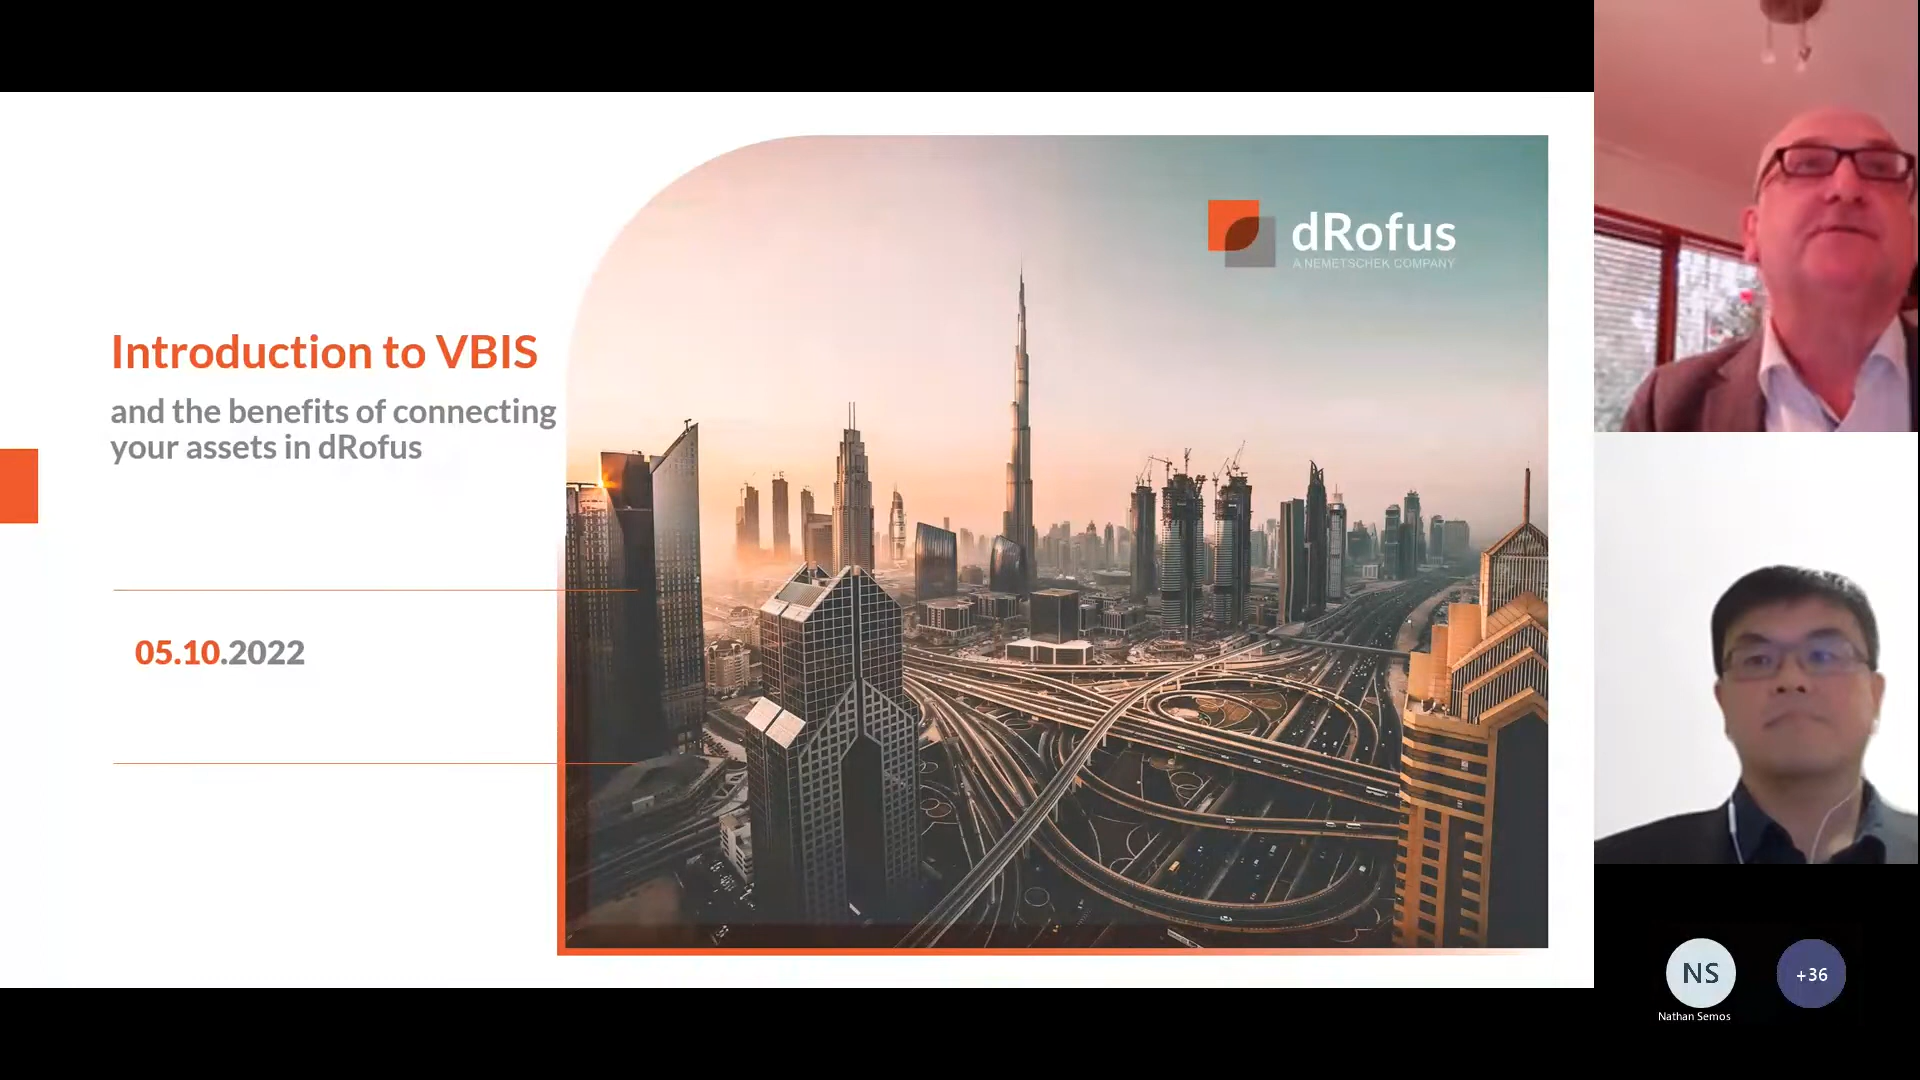 dRofus
A NEMETSCHEK COMPANY
Introduction to VBIS
and the benefits of connecting
your assets in dRofus
05.10.2022
NS
+36
Nathan Semos